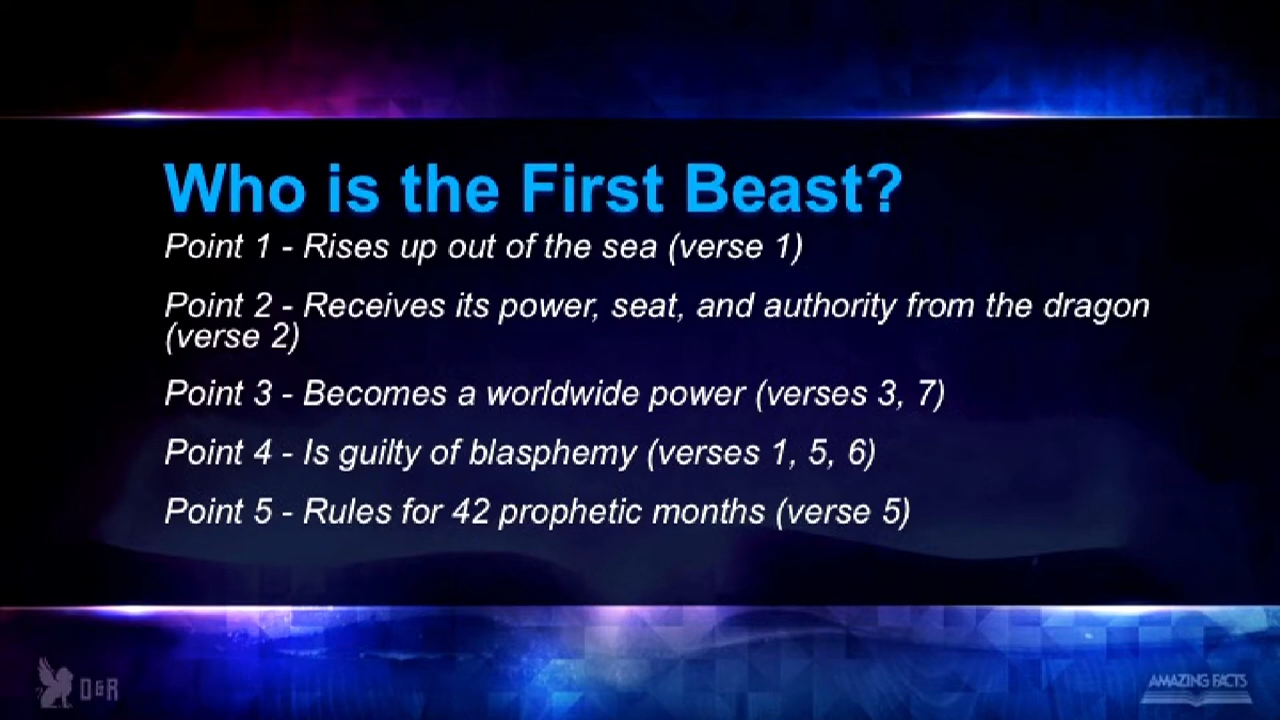 Who is the First Beast?
Point 1 - Rises up out of the sea (verse 1)
Point 2 - Receives its power, seat, and authority from the dragon
(verse 2)
Point 3 - Becomes a worldwide power (verses 3, 7)
Point 4 - Is guilty of blasphemy (verses 1, 5, 6)
Point 5 - Rules for 42 prophetic months (verse 5)
D&R
AMAZING FACTS